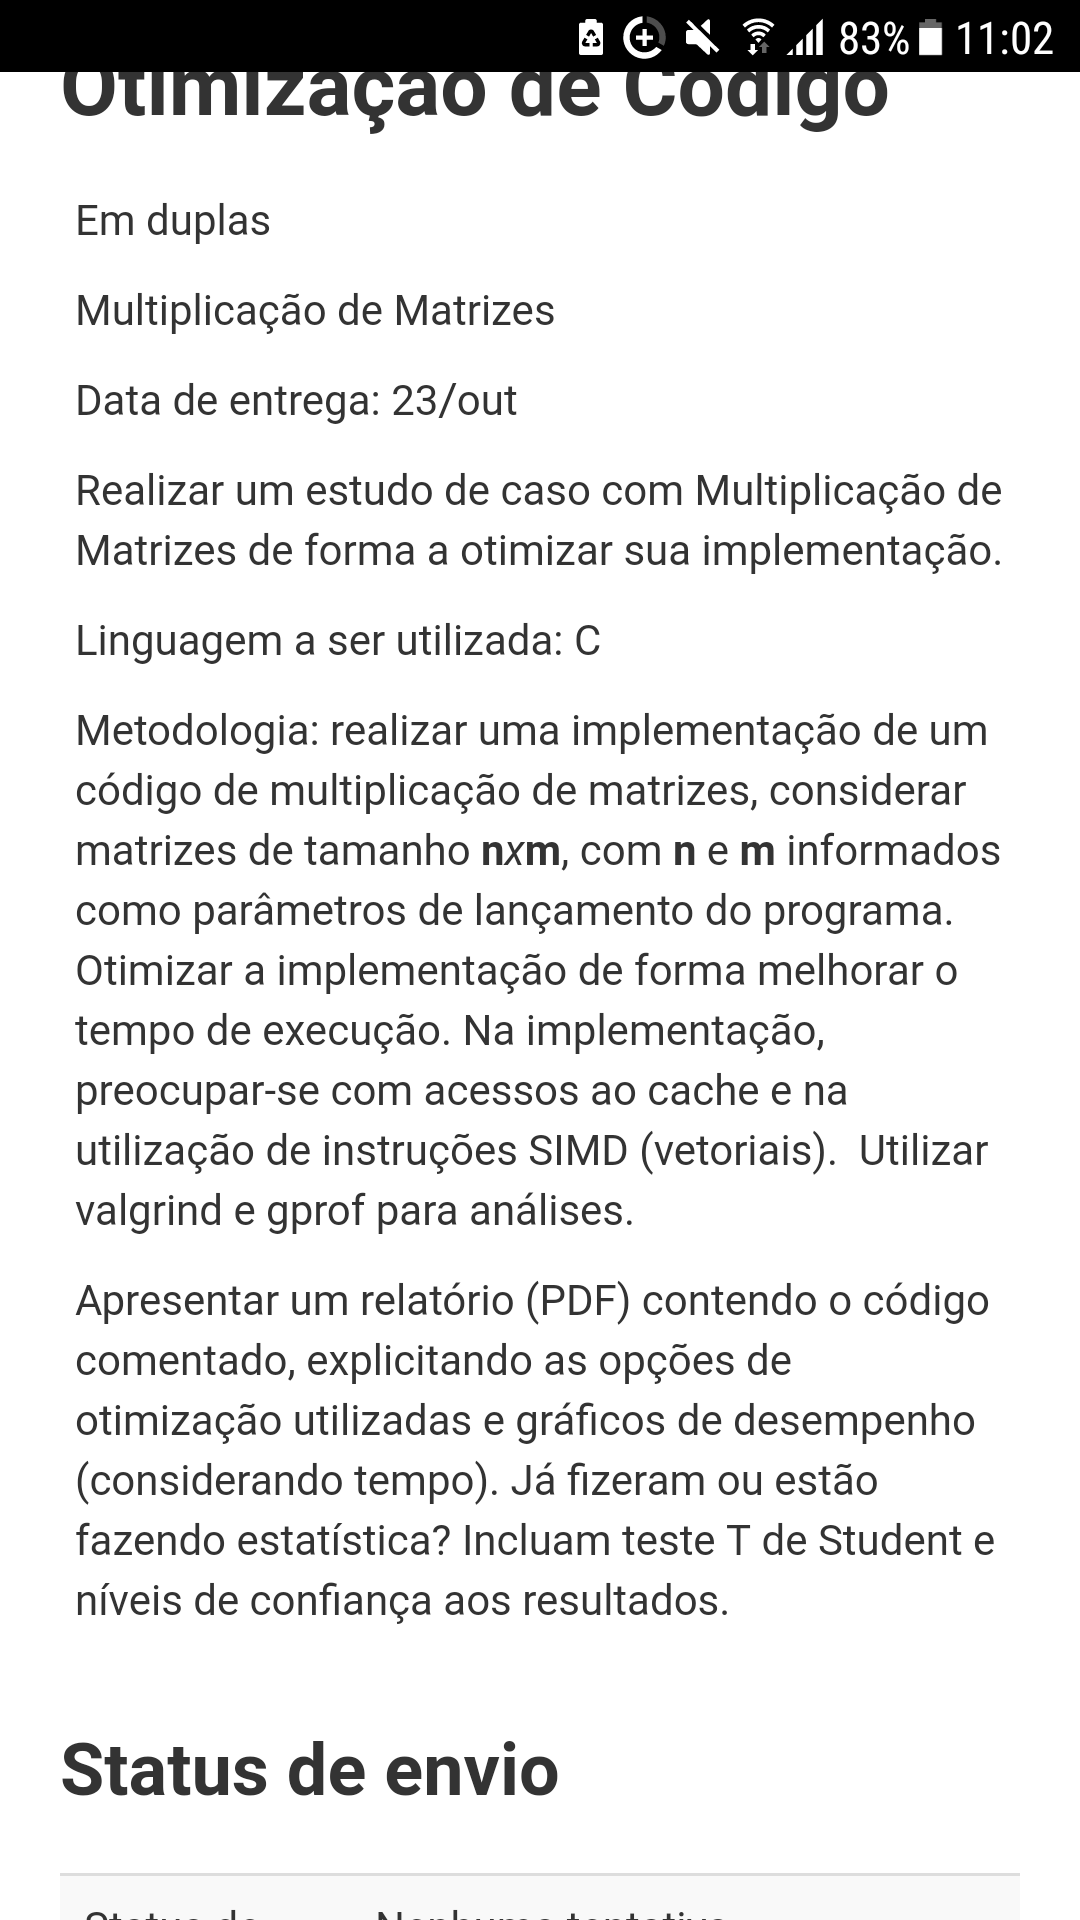 83% 11:02
Otimização de Código
Em duplas
Multiplicação de Matrizes
Data de entrega: 23/out
Realizar um estudo de caso com Multiplicação de
Matrizes de forma a otimizar sua implementação.
Linguagem a ser utilizada: C
Metodologia: realizar uma implementação de um
código de multiplicação de matrizes, considerar
matrizes de tamanho nxm, com n e m informados
como parâmetros de lançamento do programa.
Otimizar a implementação de forma melhorar o
tempo de execução. Na implementação,
preocupar-se com acessos ao cache e na
utilização de instruções SIMD (vetoriais).  Utilizar
valgrind e gprof para análises.
Apresentar um relatório (PDF) contendo o código
comentado, explicitando as opções de
otimização utilizadas e gráficos de desempenho
(considerando tempo). Já fizeram ou estão
fazendo estatística? Incluam teste T de Student e
níveis de confiança aos resultados.
Status de envio
Status de Nenhuma tentativa